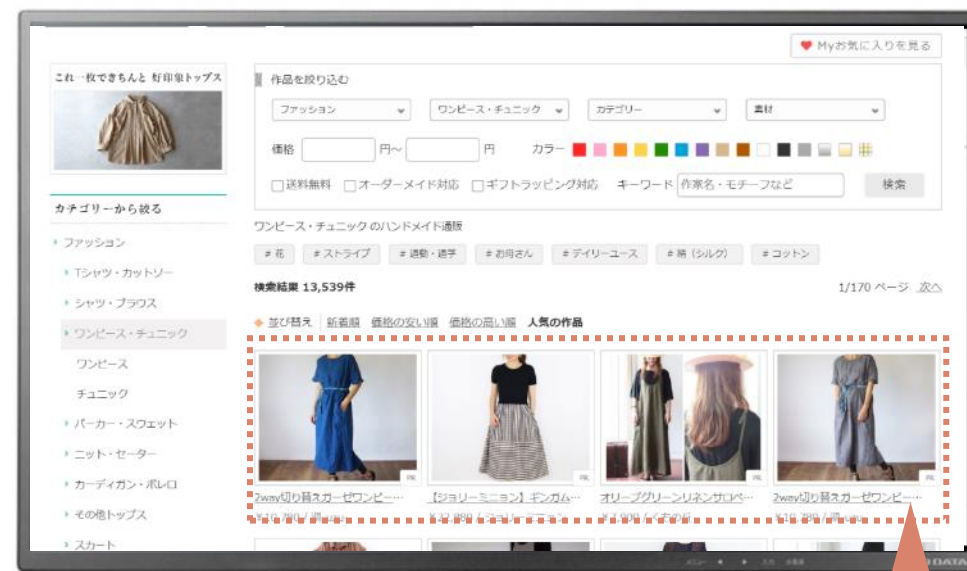 Myお気に入りを見る
これ一枚できちんと 好印象トップス
作品を絞り込む
ファッション
ワンピース・チュニック
カテゴリー
素材
価格 円～ 円 カラー
送料無料 オーダーメイド対応 ギフトラッピング対応 キーワード 作家名・モチーフなど 検索
カテゴリーから絞る
ファッション
Tシャツ・カットソー
シャツ・ブラウス
ワンピース・チュニック
ワンピース
チュニック
パーカー・スウェット
ニット・セーター
カーディガン・ボレロ
その他トップス
スカート
ワンピース・チュニック のハンドメイド通販
# 花 # ストライプ # 通勤・通学 # お母さん # デイリーユース # 絹（シルク） # コットン
検索結果 13,539件
1/170 ページ 次へ
並び替え 新着順 価格の安い順 価格の高い順 人気の作品
2way切り替えガーゼワンピー…
【ジョリーミニョン】ギンガム…
オリーブグリーンリネンサロペ…
2way切り替えガーゼワンピー…